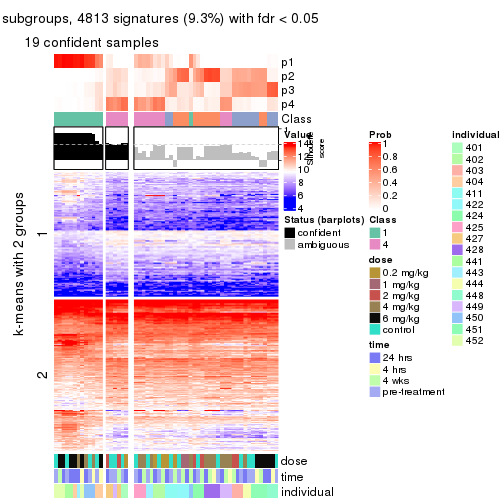 subgroups, 4813 signatures (9.3%) with fdr < 0.05
19 confident samples
p1
p2
p3
p4
Class
Silhouette
score
k-means with 2 groups
1
2
dose
time
individual
Value
14
12
10
8
6
4
Status (barplots)
confident
ambiguous
dose
0.2 mg/kg
1 mg/kg
2 mg/kg
4 mg/kg
6 mg/kg
control
time
24 hrs
4 hrs
4 wks
pre-treatment
Prob
1
0.8
0.6
0.4
0.2
0
Class
1
4
individual
401
402
403
404
411
422
424
425
427
428
441
443
444
448
449
450
451
452